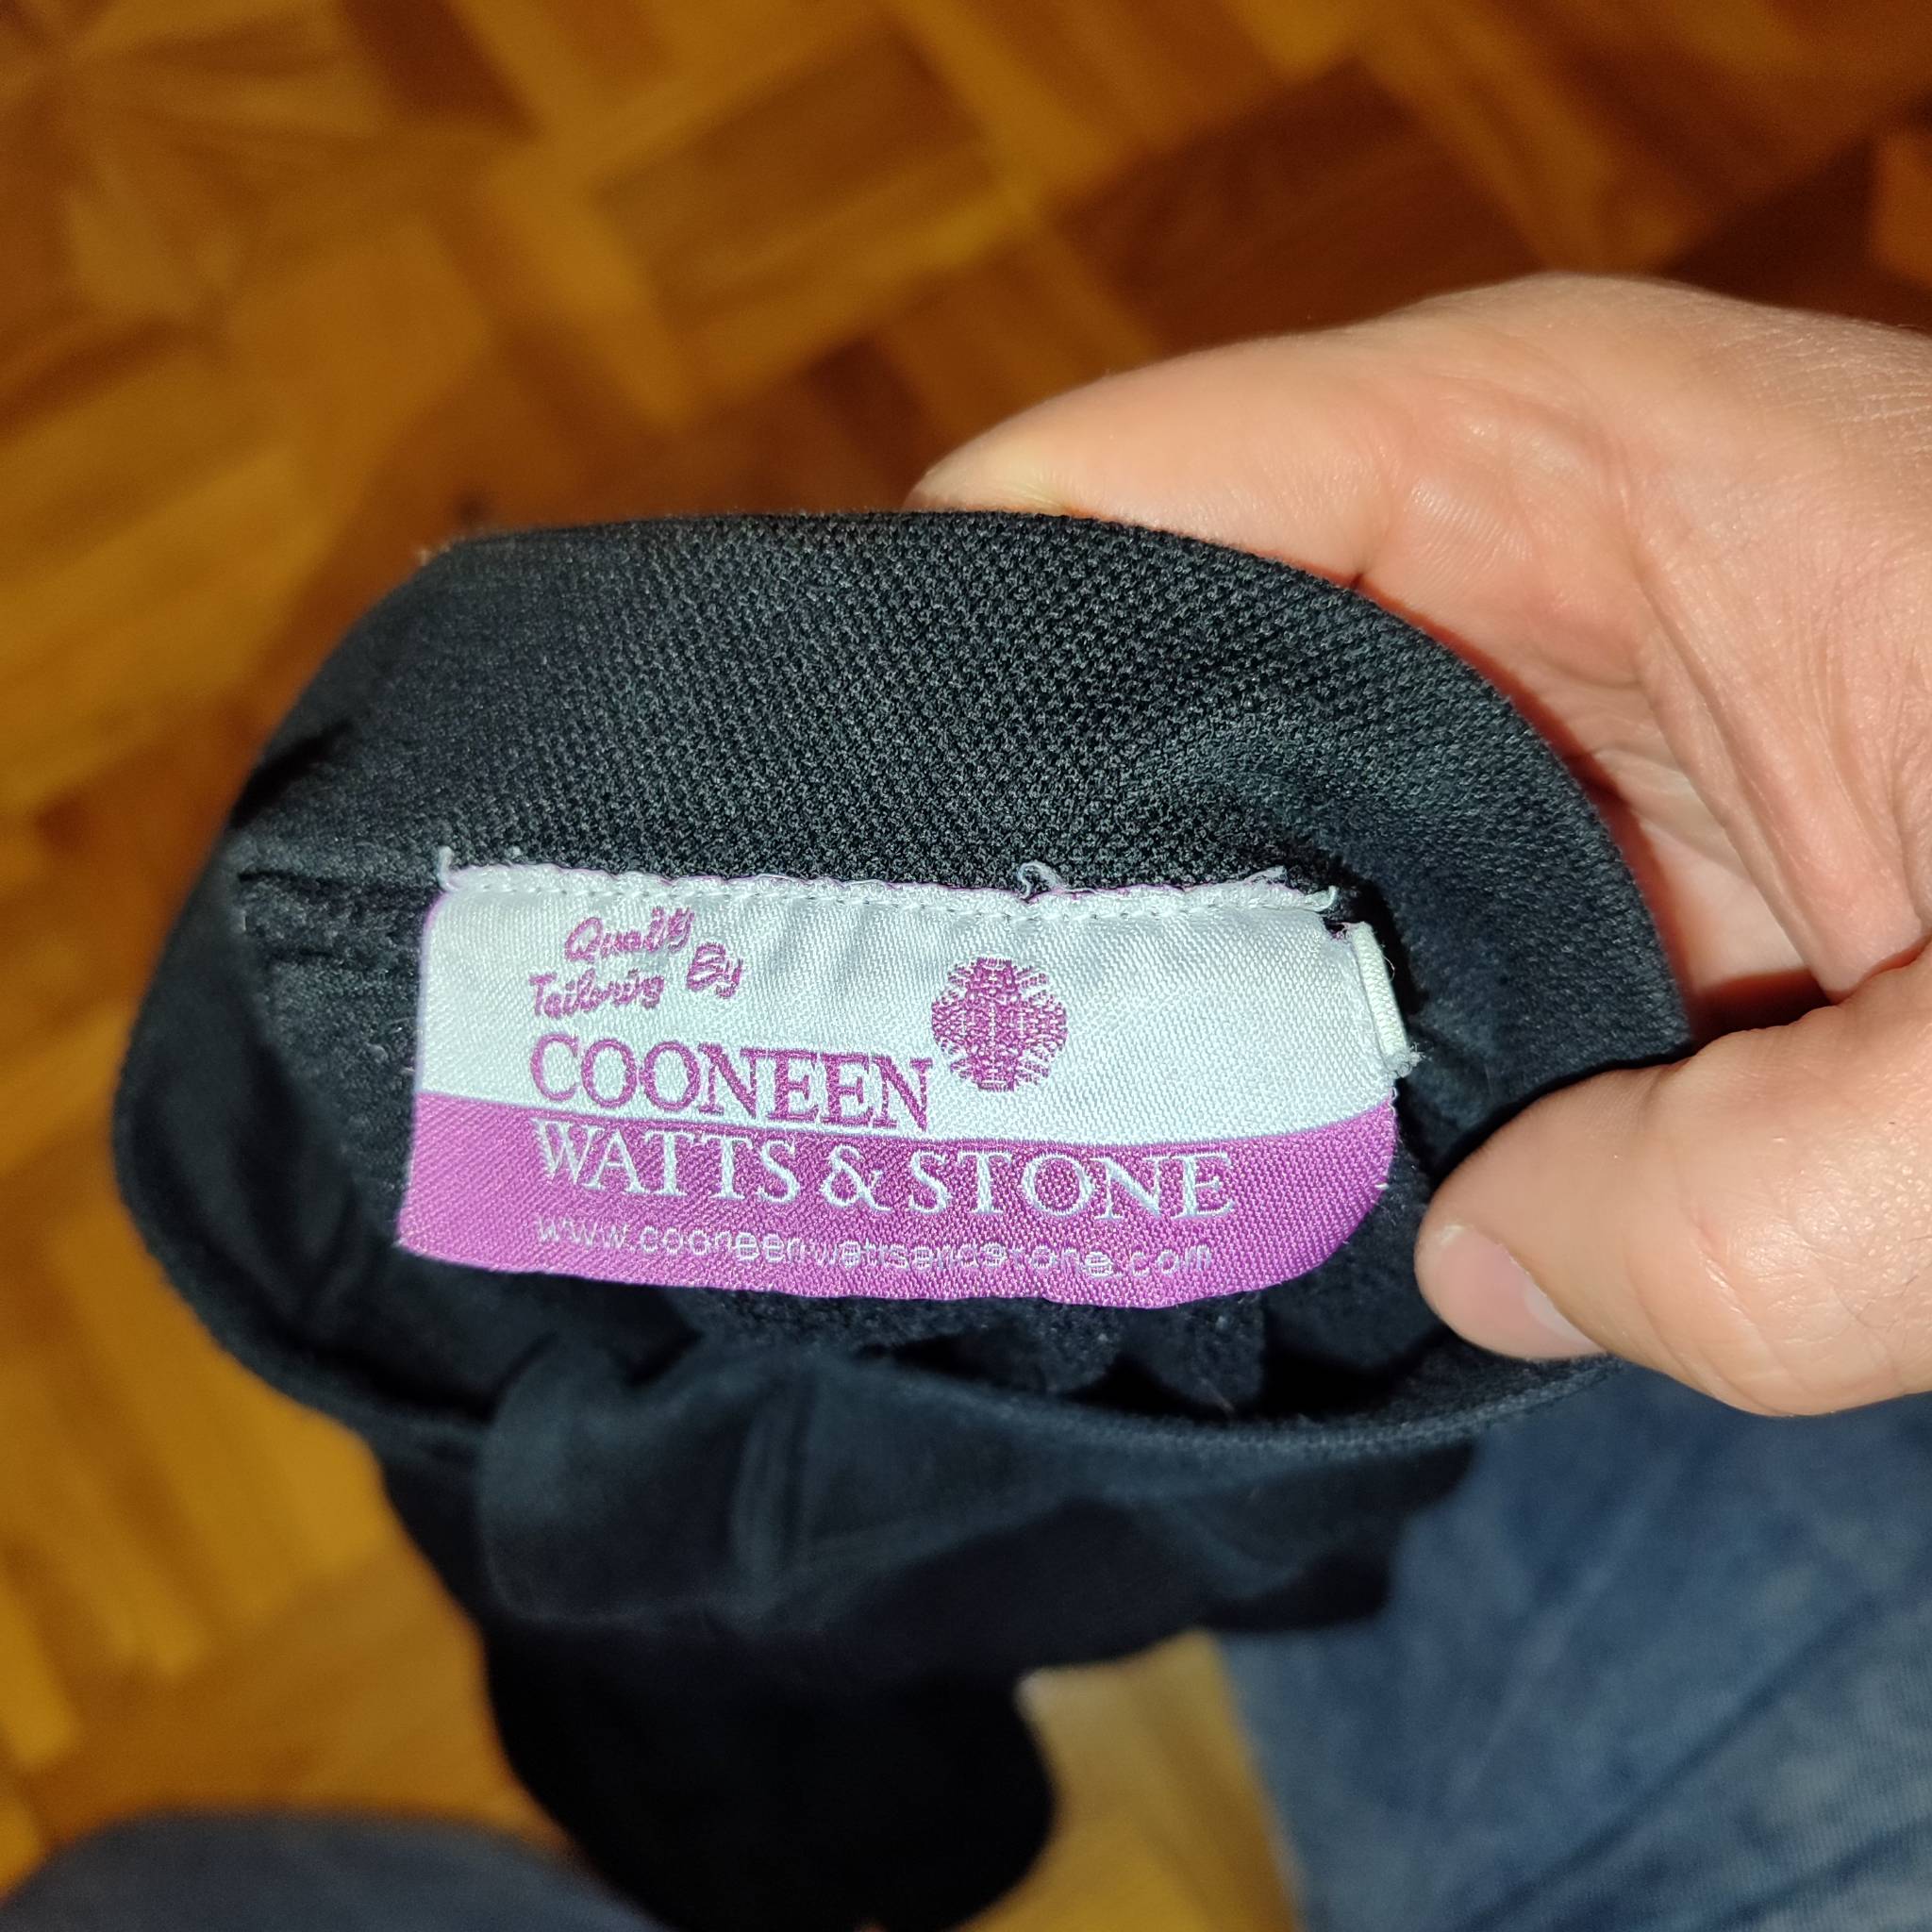 Quality
Tailoring By
COONEEN
WATTS & STONE
www.cooneenwattsandstone.com